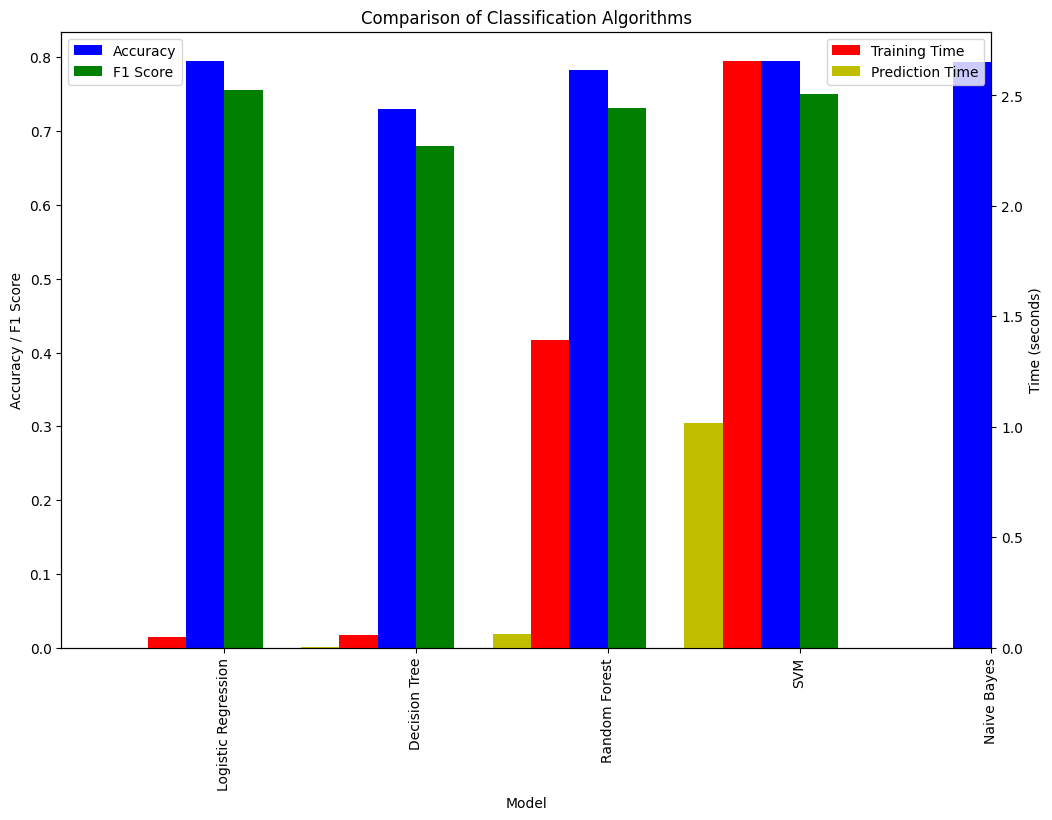 Comparison of Classification Algorithms
Accuracy
F1 Score
Training Time
Prediction Time
Accuracy / F1 Score
0.8
0.7
0.6
0.5
0.4
0.3
0.2
0.1
0.0
2.5
2.0
1.5
1.0
0.5
0.0
Time (seconds)
Logistic Regression
Decision Tree
Random Forest
SVM
Naive Bayes
Model